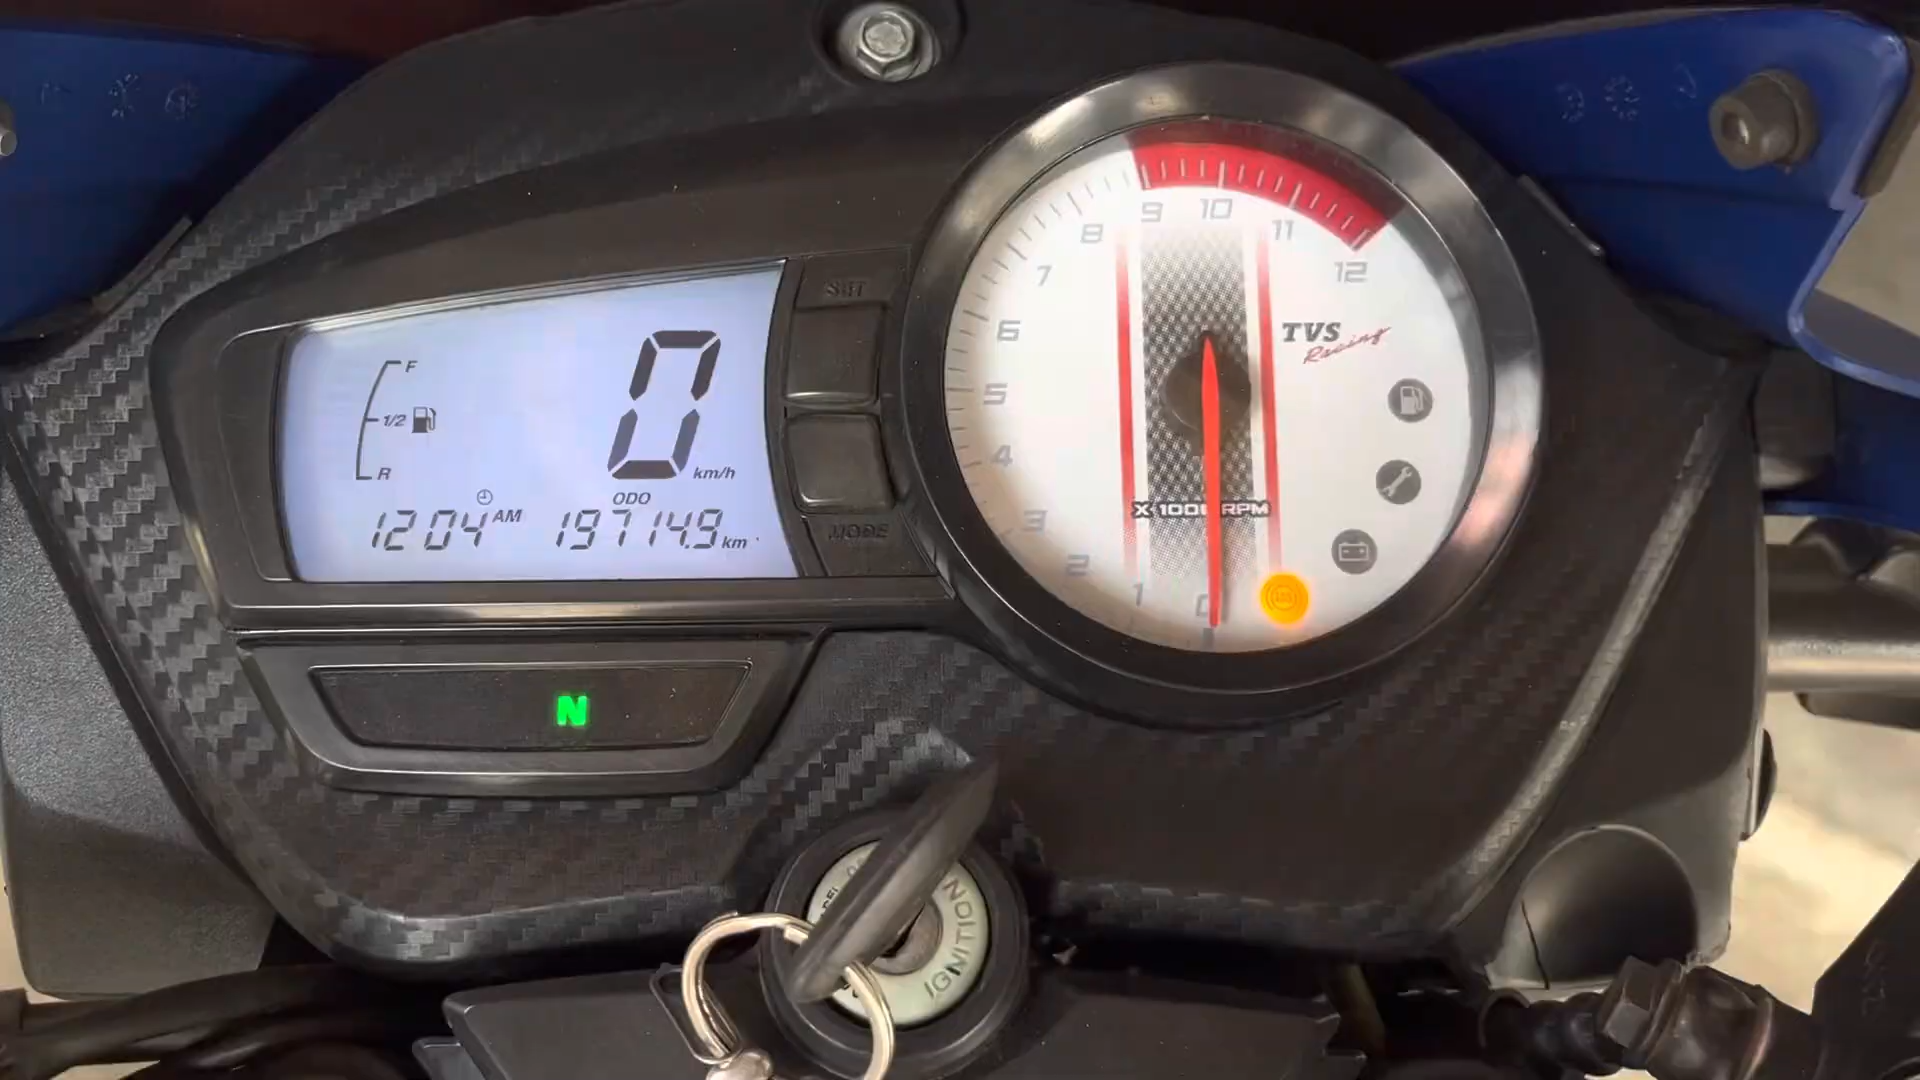 F
1/2
R
0
km/h
12 04 AM
ODO
19714.9 km
SET
MODE
N
0
1
2
3
4
5
6
7
8
9
10
11
12
TVS
Racing
X 1000 RPM
IGNITION